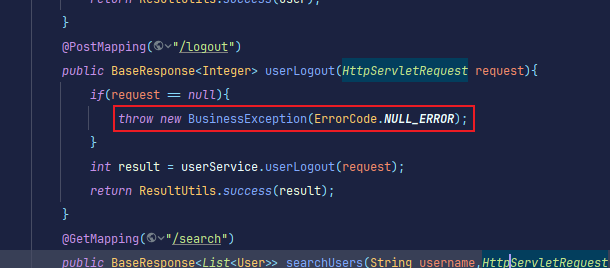 return ResultUtils.success(user);
}
@PostMapping("/logout")
public BaseResponse<Integer> userLogout(HttpServletRequest request){
if(request == null){
throw new BusinessException(ErrorCode.NULL_ERROR);
}
int result = userService.userLogout(request);
return ResultUtils.success(result);
}
@GetMapping("/search")
public BaseResponse<List<User>> searchUsers(String username,HttpServletRequest